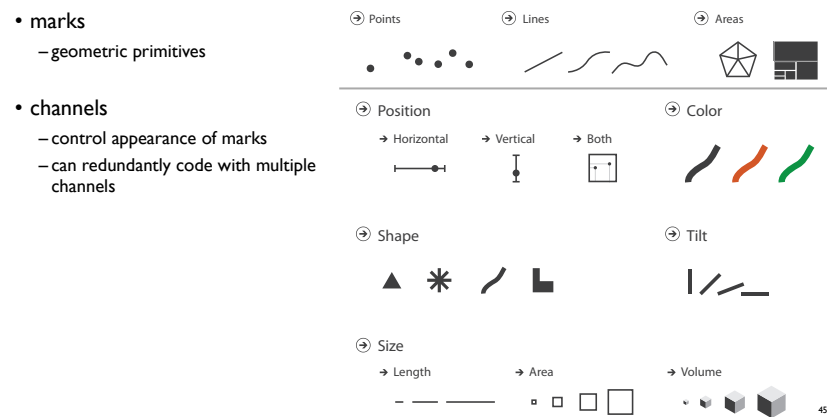 • marks
– geometric primitives
• channels
– control appearance of marks
– can redundantly code with multiple
channels
→ Points
→ Lines
→ Areas
→ Position
→ Horizontal
→ Vertical
→ Both
→ Color
→ Shape
→ Tilt
→ Size
→ Length
→ Area
→ Volume
45